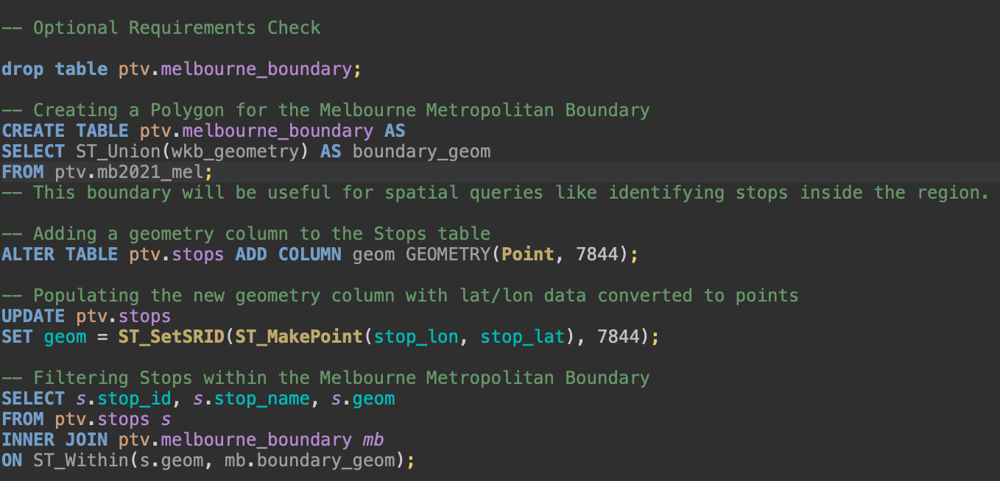 -- Optional Requirements Check
drop table ptv.melbourne_boundary;
-- Creating a Polygon for the Melbourne Metropolitan Boundary
CREATE TABLE ptv.melbourne_boundary AS
SELECT ST_Union(wkb_geometry) AS boundary_geom
FROM ptv.mb2021_mel;
-- This boundary will be useful for spatial queries like identifying stops inside the region.
-- Adding a geometry column to the Stops table
ALTER TABLE ptv.stops ADD COLUMN geom GEOMETRY(Point, 7844);
-- Populating the new geometry column with lat/lon data converted to points
UPDATE ptv.stops
SET geom = ST_SetSRID(ST_MakePoint(stop_lon, stop_lat), 7844);
-- Filtering Stops within the Melbourne Metropolitan Boundary
SELECT s.stop_id, s.stop_name, s.geom
FROM ptv.stops s
INNER JOIN ptv.melbourne_boundary mb
ON ST_Within(s.geom, mb.boundary_geom);